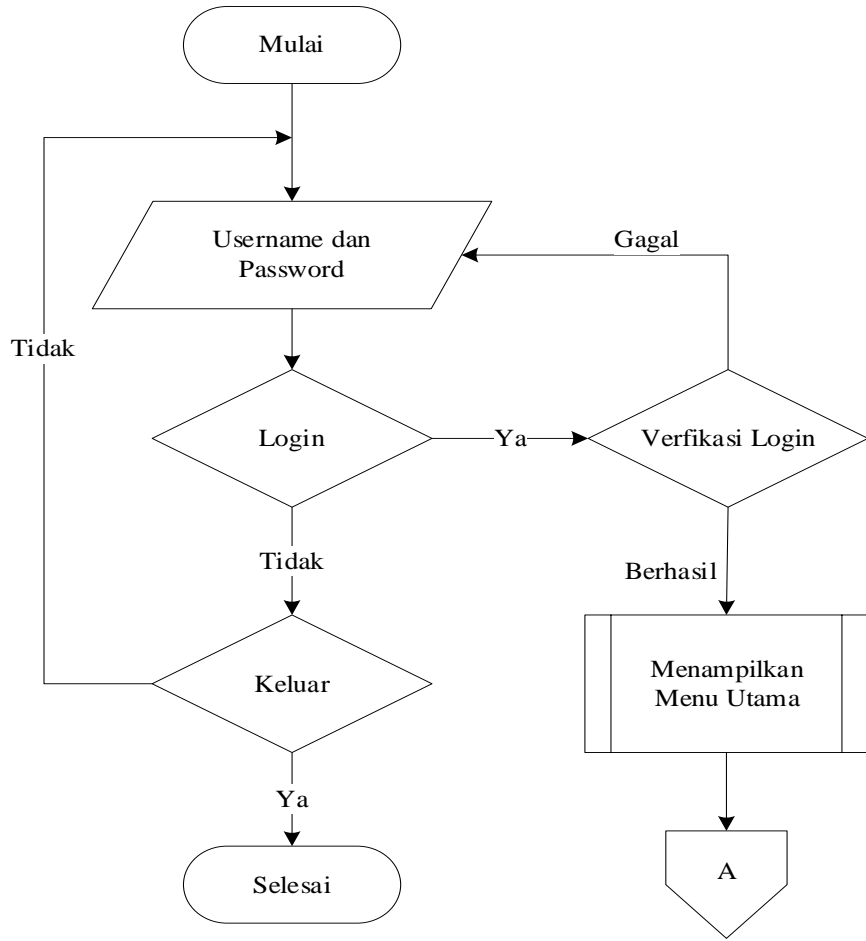 Mulai
Username dan
Password
Gagal
Tidak
Login
Ya
Verfikasi Login
Tidak
Berhasil
Keluar
Menampilkan
Menu Utama
Ya
Selesai
A